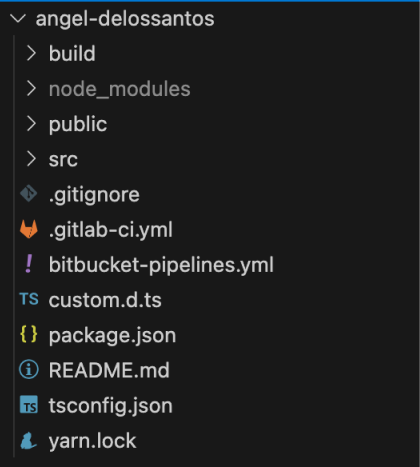 angel-delossantos
build
node_modules
public
src
.gitignore
.gitlab-ci.yml
! bitbucket-pipelines.yml
TS custom.d.ts
{} package.json
README.md
TS tsconfig.json
yarn.lock